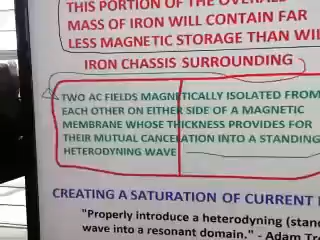 THIS PORTION OF THE OVERALL
MASS OF IRON WILL CONTAIN FAR
LESS MAGNETIC STORAGE THAN WILL
IRON CHASSIS SURROUNDING
TWO AC FIELDS MAGNETICALLY ISOLATED FROM
EACH OTHER ON EITHER SIDE OF A MAGNETIC
MEMBRANE WHOSE THICKNESS PROVIDES FOR
THEIR MUTUAL CANCELATION INTO A STANDING
HETERODYNING WAVE
CREATING A SATURATION OF CURRENT
"Properly introduce a heterodyning (stan
wave into a resonant domain." - Adam Tro